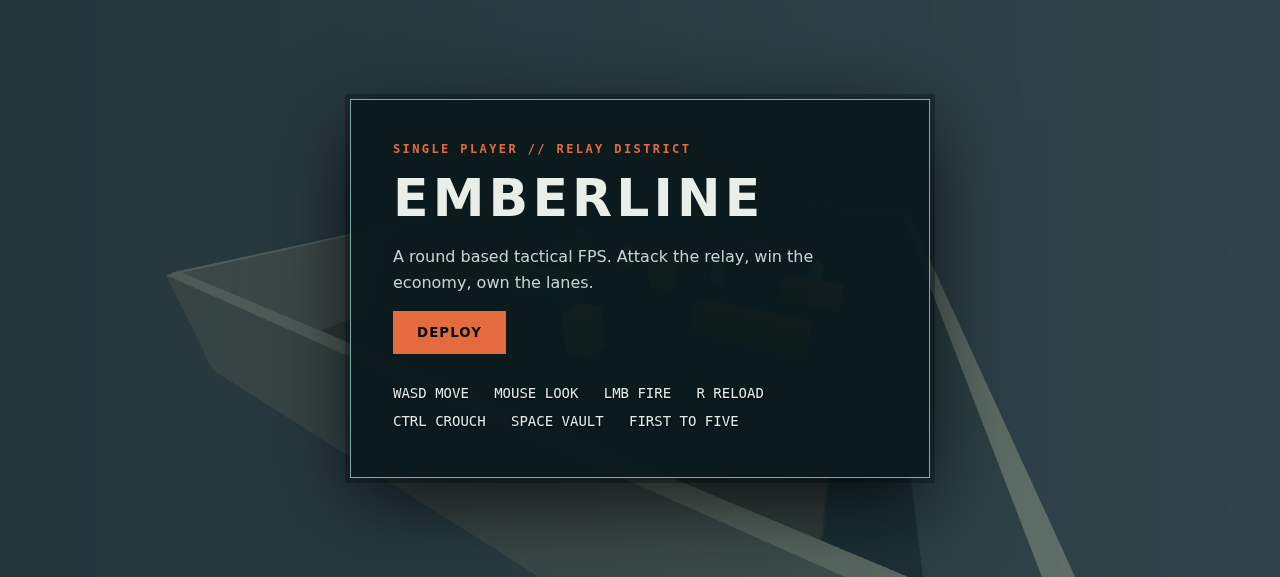 SINGLE PLAYER // RELAY DISTRICT
EMBERLINE
A round based tactical FPS. Attack the relay, win the
economy, own the lanes.
DEPLOY
WASD MOVE MOUSE LOOK LMB FIRE R RELOAD
CTRL CROUCH SPACE VAULT FIRST TO FIVE